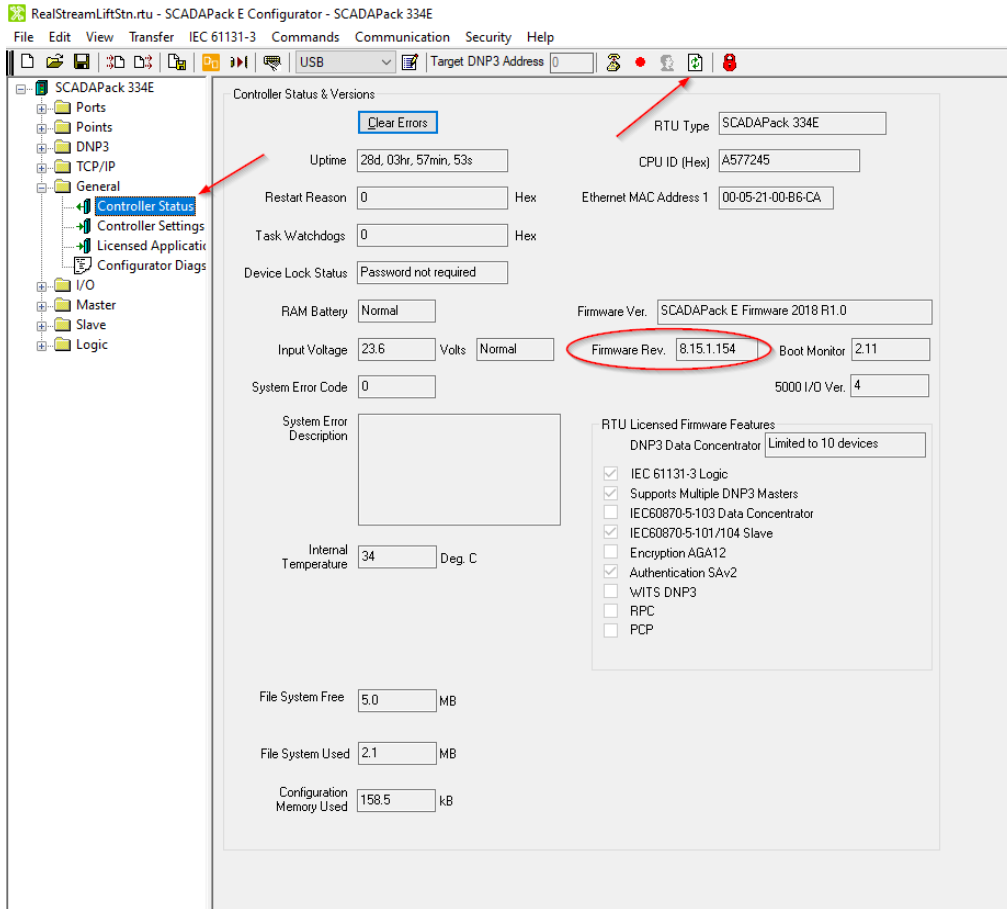 RealStreamLiftStn.rtu - SCADAPack E Configurator - SCADAPack 334E
File Edit View Transfer IEC 61131-3 Commands Communication Security Help
USB Target DNP3 Address 0
SCADAPack 334E
Ports
Points
DNP3
TCP/IP
General
Controller Status
Controller Settings
Licensed Applicatic
Configurator Diags
I/O
Master
Slave
Logic
Controller Status & Versions
Clear Errors
RTU Type SCADAPack 334E
Uptime 28d, 03hr, 57min, 53s
CPU ID (Hex) A577245
Restart Reason 0 Hex
Ethernet MAC Address 1 00-05-21-00-B6-CA
Task Watchdogs 0 Hex
Device Lock Status Password not required
RAM Battery Normal
Firmware Ver. SCADAPack E Firmware 2018 R1.0
Input Voltage 23.6 Volts Normal
Firmware Rev. 8.15.1.154 Boot Monitor 2.11
System Error Code 0
5000 I/O Ver. 4
System Error
Description
RTU Licensed Firmware Features
DNP3 Data Concentrator Limited to 10 devices
IEC 61131-3 Logic
Supports Multiple DNP3 Masters
IEC60870-5-103 Data Concentrator
IEC60870-5-101/104 Slave
Encryption AGA12
Authentication SAv2
WITS DNP3
RPC
PCP
Internal
Temperature 34 Deg. C
File System Free 5.0 MB
File System Used 2.1 MB
Configuration
Memory Used 158.5 kB